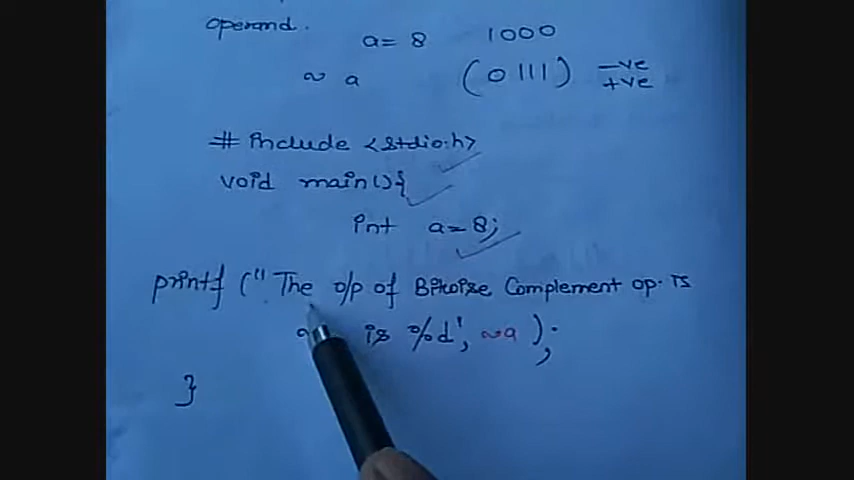 operand.
a= 8 1000
~ a (0111) -ve
+ve
# include <stdio.h>
void main(){
int a=8;
printf (" The o/p of Bitwise Complement op. is
~ is %d", ~a );
}